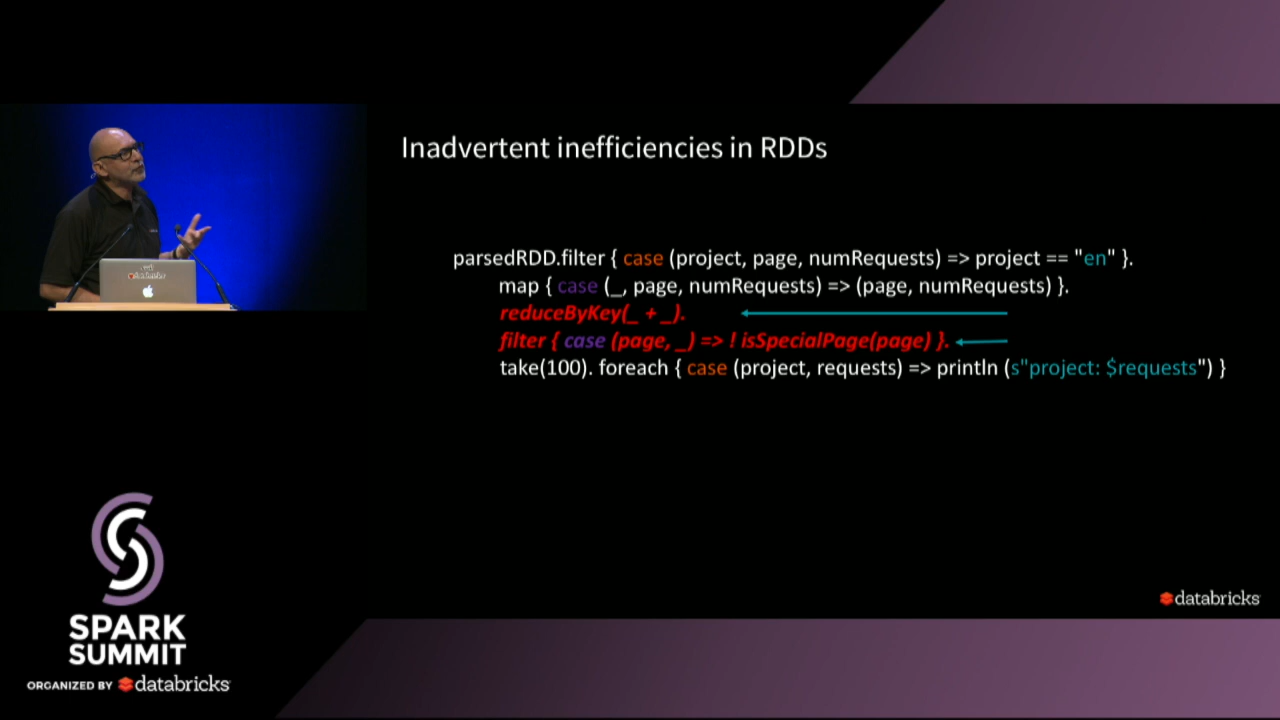 Inadvertent inefficiencies in RDDs
parsedRDD.filter { case (project, page, numRequests) => project == "en" }.
map { case (_, page, numRequests) => (page, numRequests) }.
reduceByKey(_ + _).
filter { case (page, _) => ! isSpecialPage(page) }.
take(100). foreach { case (project, requests) => println (s"project: $requests") }
databricks
SPARK
SUMMIT
ORGANIZED BY databricks